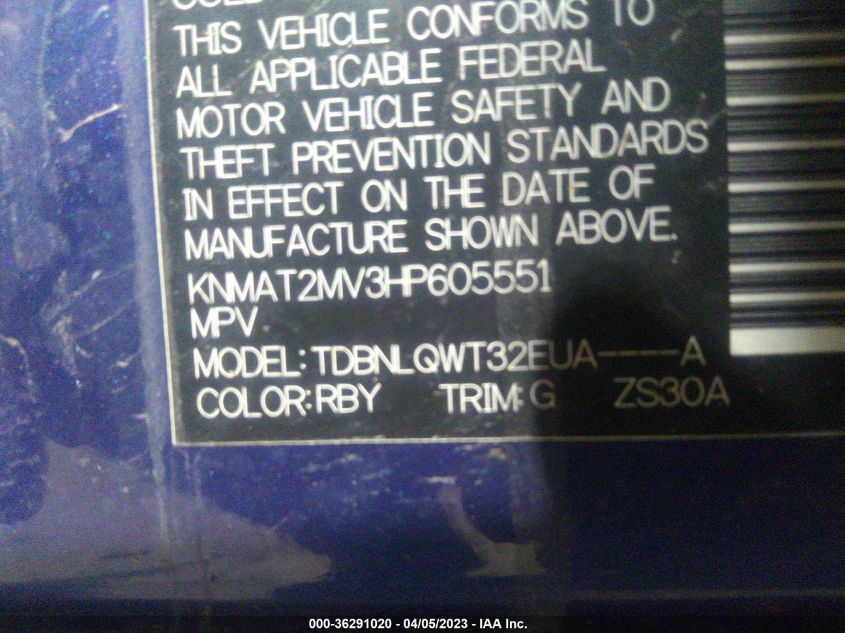 THIS VEHICLE CONFORMS TO
ALL APPLICABLE FEDERAL
MOTOR VEHICLE SAFETY AND
THEFT PREVENTION STANDARDS
IN EFFECT ON THE DATE OF
MANUFACTURE SHOWN ABOVE.
KNMAT2MV3HP605551
MPV
MODEL:TDBNLQWT32EUA----A
COLOR:RBY TRIM:G ZS30A
000-36291020 - 04/05/2023 - IAA Inc.